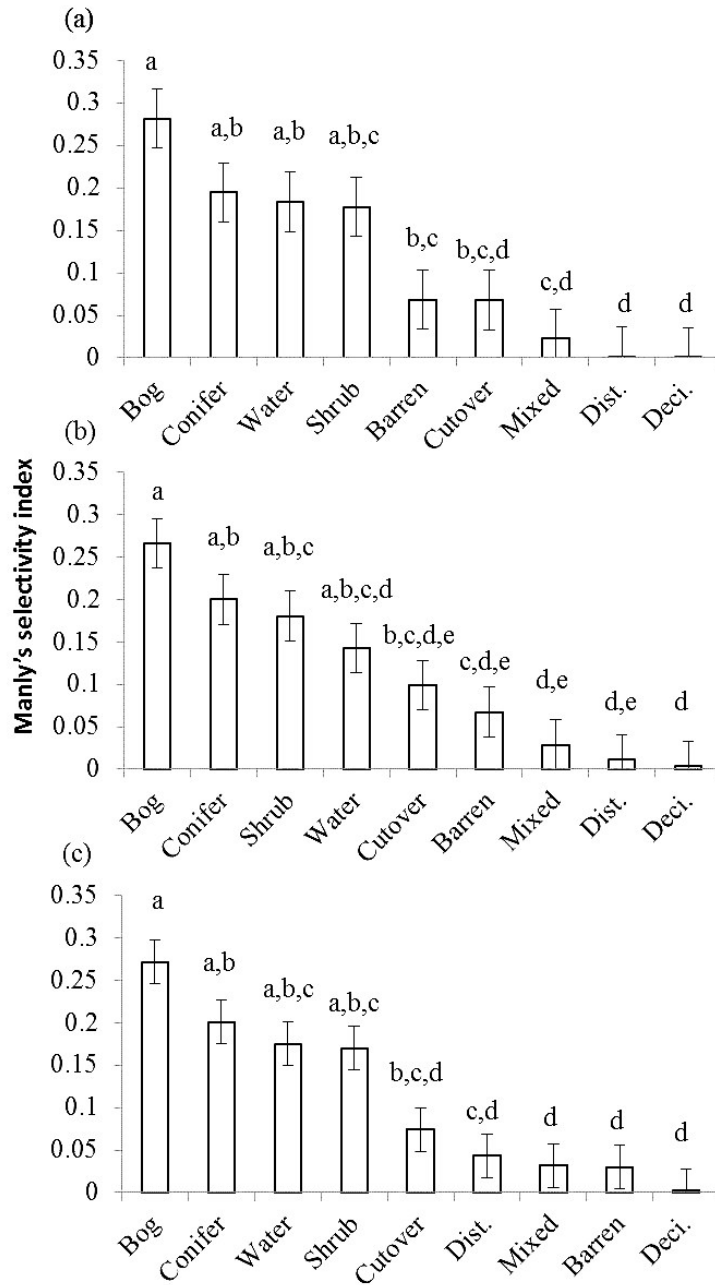 (a)
0.35
0.3
0.25
0.2
0.15
0.1
0.05
0
a
a,b
a,b
a,b,c
b,c
b,c,d
c,d
d
d
Bog
Conifer
Water
Shrub
Barren
Cutover
Mixed
Dist.
Deci.
Manly's selectivity index
(b)
0.35
0.3
0.25
0.2
0.15
0.1
0.05
0
a
a,b
a,b,c
a,b,c,d
b,c,d,e
c,d,e
d,e
d,e
d
Bog
Conifer
Shrub
Water
Cutover
Barren
Mixed
Dist.
Deci.
(c)
0.35
0.3
0.25
0.2
0.15
0.1
0.05
0
a
a,b
a,b,c
a,b,c
b,c,d
c,d
d
d
d
Bog
Conifer
Water
Shrub
Cutover
Dist.
Mixed
Barren
Deci.